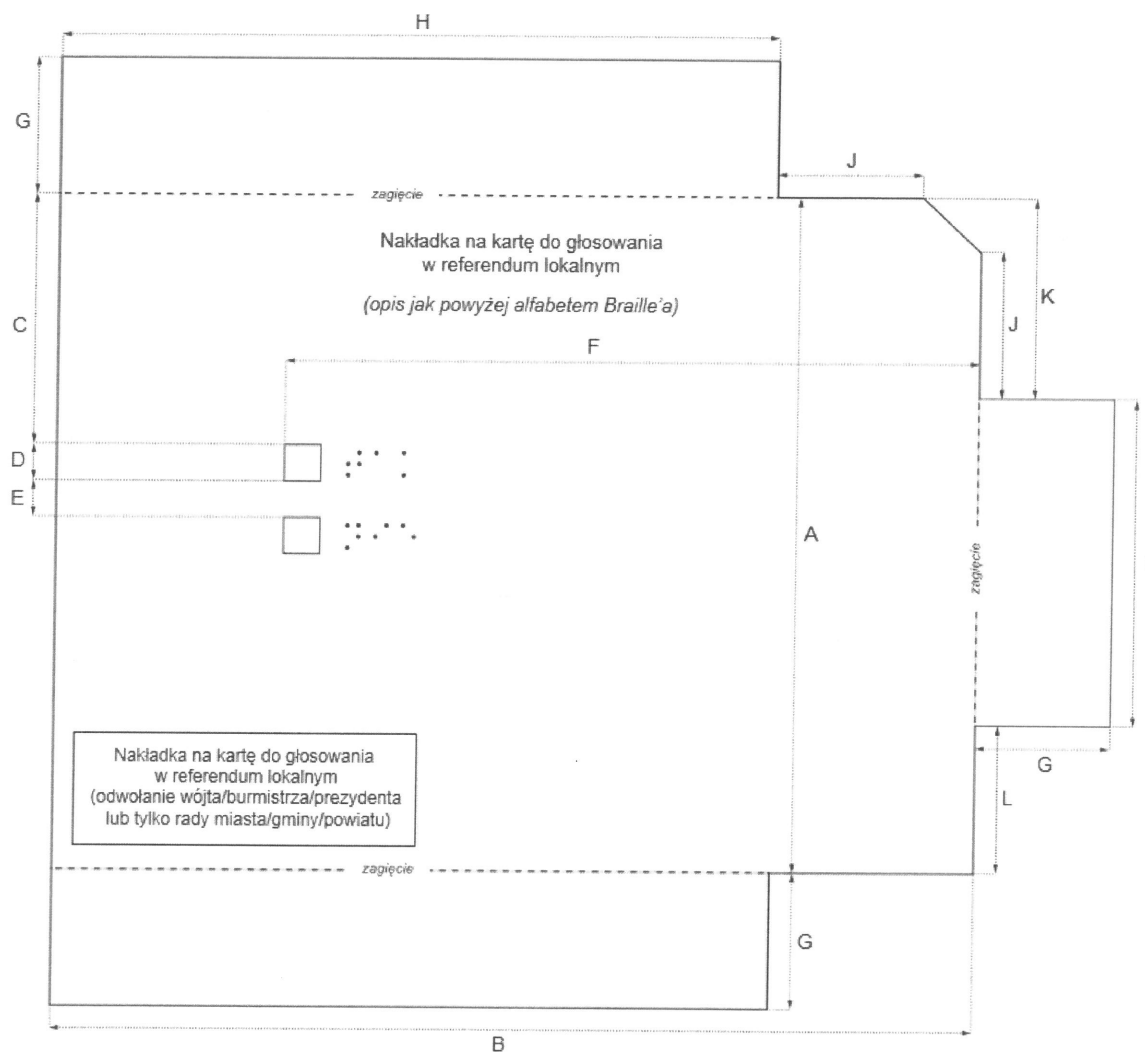 H
G
J
zagięcie
Nakładka na kartę do głosowania
w referendum lokalnym
(opis jak powyżej alfabetem Braille'a)
K
C
J
F
D
E
A
zagięcie
Nakładka na kartę do głosowania
w referendum lokalnym
(odwołanie wójta/burmistrza/prezydenta
lub tylko rady miasta/gminy/powiatu)
G
L
zagięcie
G
B